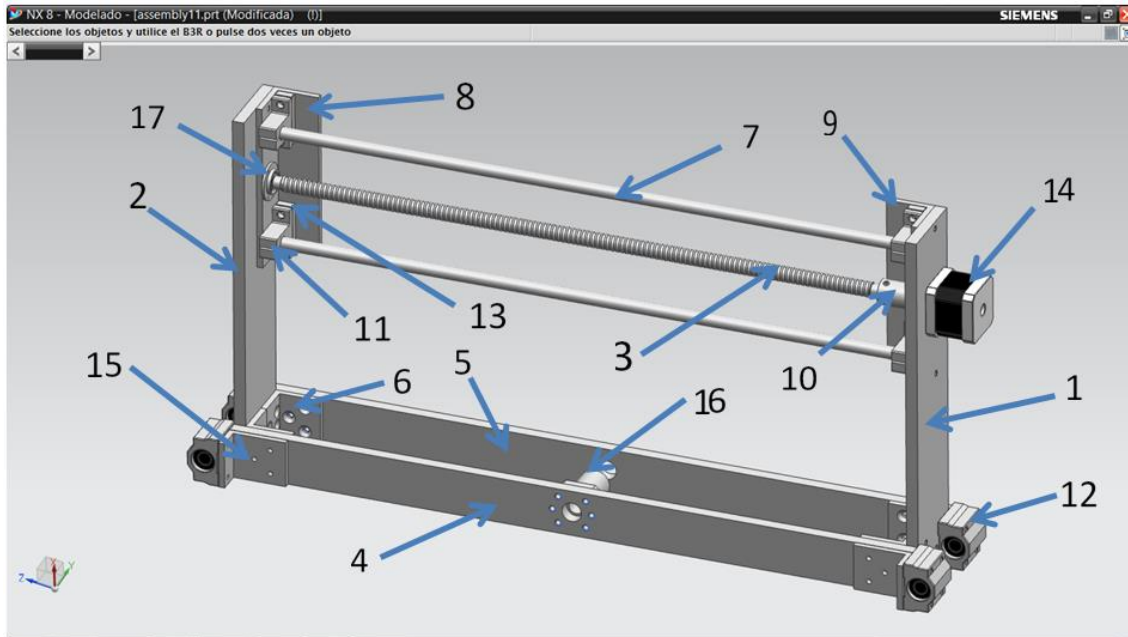 NX 8 - Modelado - [assembly11.prt (Modificada) (!)]
SIEMENS
Seleccione los objetos y utilice el B3R o pulse dos veces un objeto
8
17
7
9
2
14
13
11
3
10
15
5
6
16
1
12
4
X
Y
Z